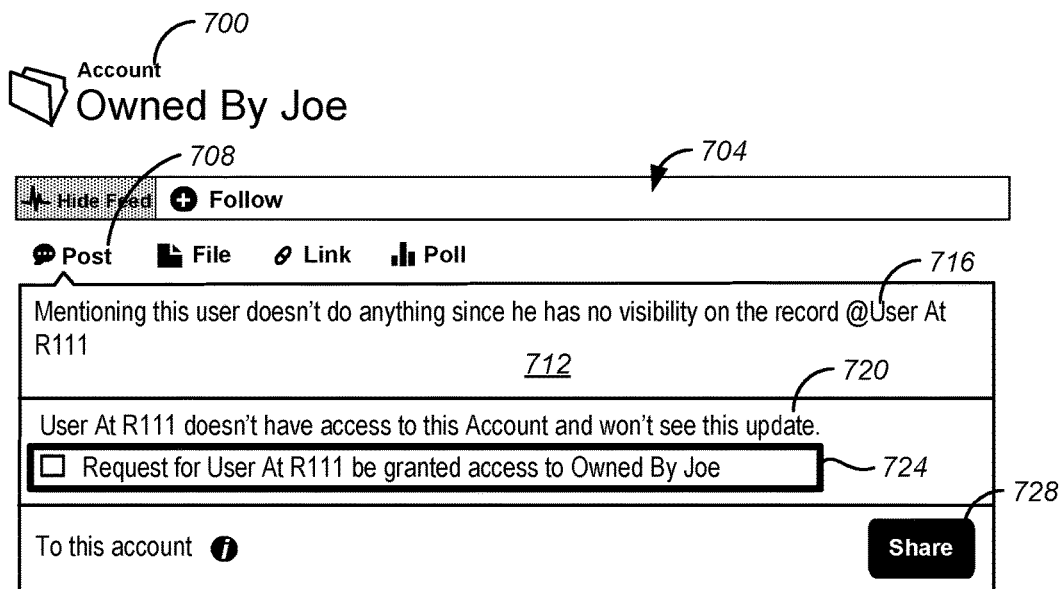 700
Account
Owned By Joe
708
704
Hide Feed Follow
Post File Link Poll
716
Mentioning this user doesn't do anything since he has no visibility on the record @User At
R111
712
720
User At R111 doesn't have access to this Account and won't see this update.
Request for User At R111 be granted access to Owned By Joe
724
728
To this account i Share